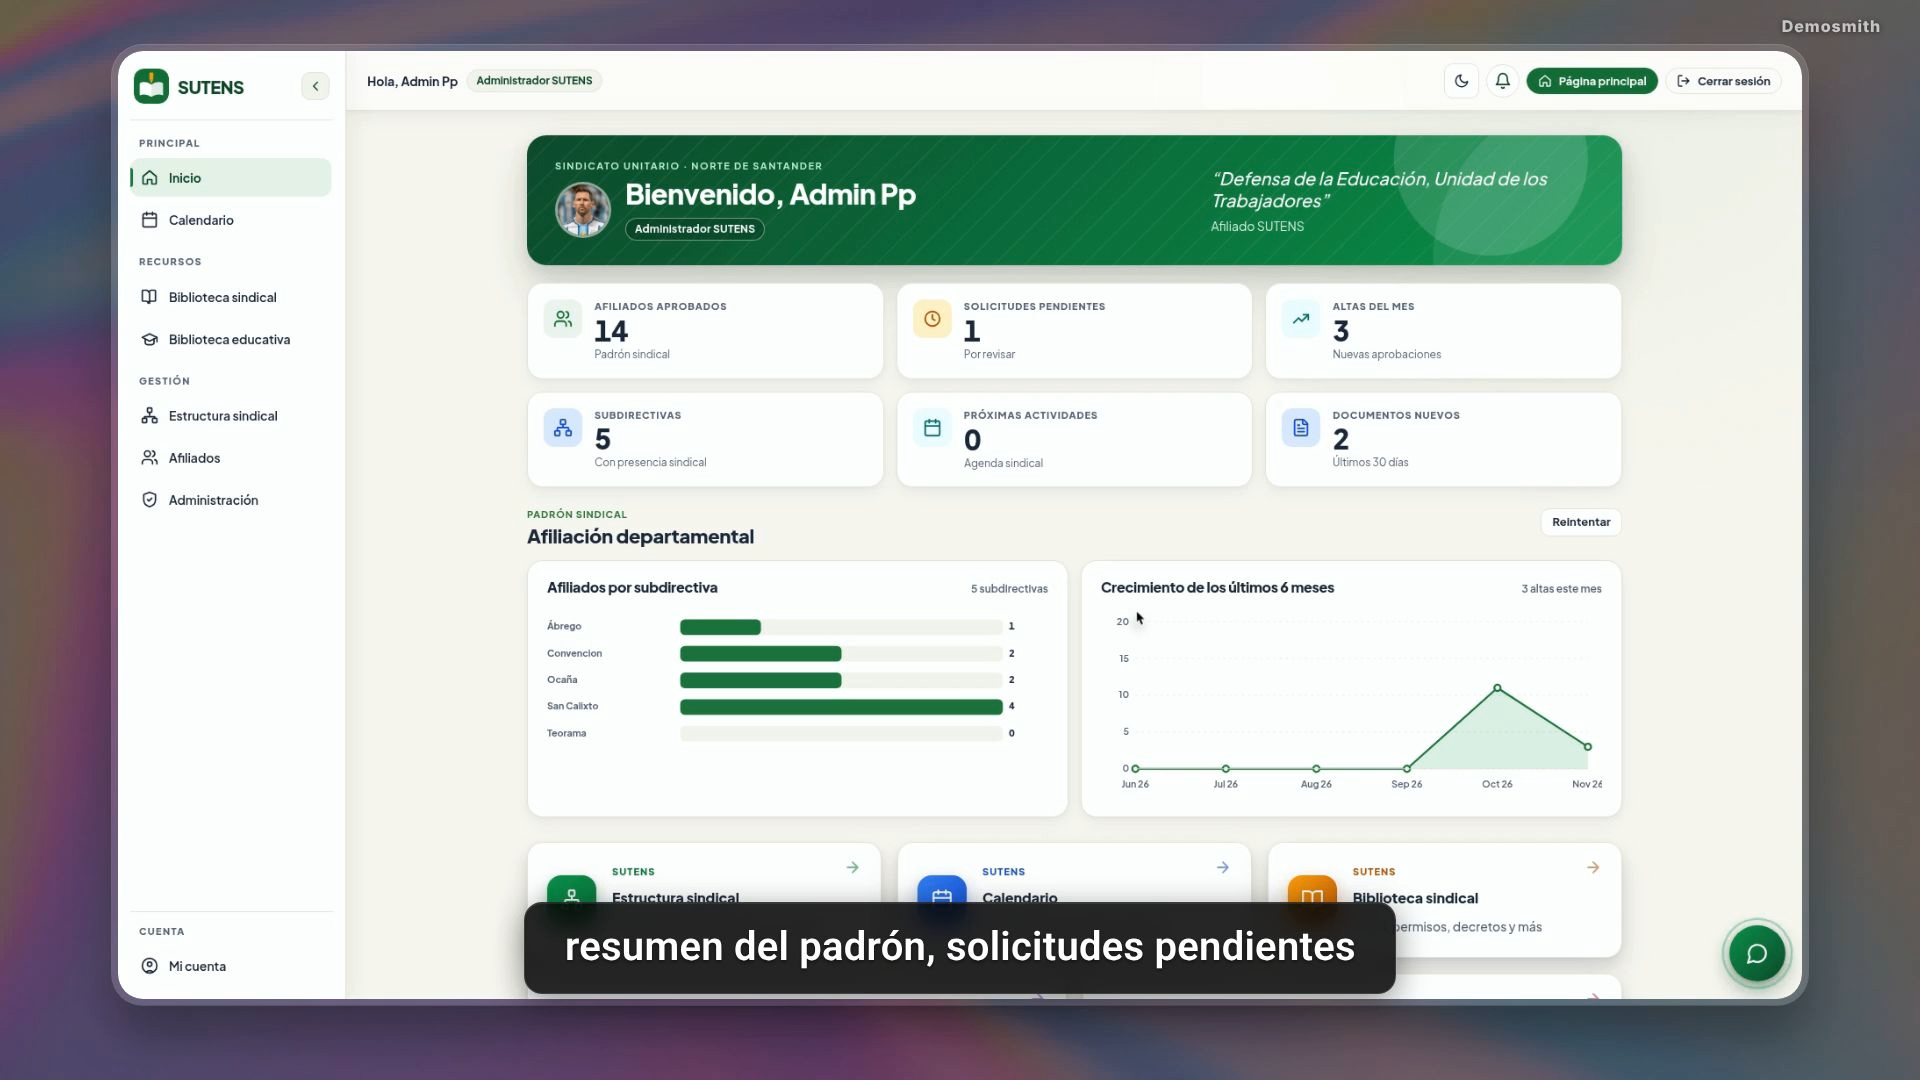 Demosmith
SUTENS
PRINCIPAL
Inicio
Calendario
RECURSOS
Biblioteca sindical
Biblioteca educativa
GESTIÓN
Estructura sindical
Afiliados
Administración
CUENTA
Mi cuenta
Hola, Admin Pp
Administrador SUTENS
Página principal
Cerrar sesión
SINDICATO UNITARIO · NORTE DE SANTANDER
Bienvenido, Admin Pp
Administrador SUTENS
“Defensa de la Educación, Unidad de los
Trabajadores”
Afiliado SUTENS
AFILIADOS APROBADOS
14
Padrón sindical
SOLICITUDES PENDIENTES
1
Por revisar
ALTAS DEL MES
3
Nuevas aprobaciones
SUBDIRECTIVAS
5
Con presencia sindical
PRÓXIMAS ACTIVIDADES
0
Agenda sindical
DOCUMENTOS NUEVOS
2
Últimos 30 días
PADRÓN SINDICAL
Afiliación departamental
Reintentar
Afiliados por subdirectiva
5 subdirectivas
Ábrego 1
Convencion 2
Ocaña 2
San Calixto 4
Teorama 0
Crecimiento de los últimos 6 meses
3 altas este mes
20
15
10
5
0
Jun 26 Jul 26 Aug 26 Sep 26 Oct 26 Nov 26
SUTENS
Estructura sindical
SUTENS
Calendario
SUTENS
Biblioteca sindical
permisos, decretos y más
resumen del padrón, solicitudes pendientes